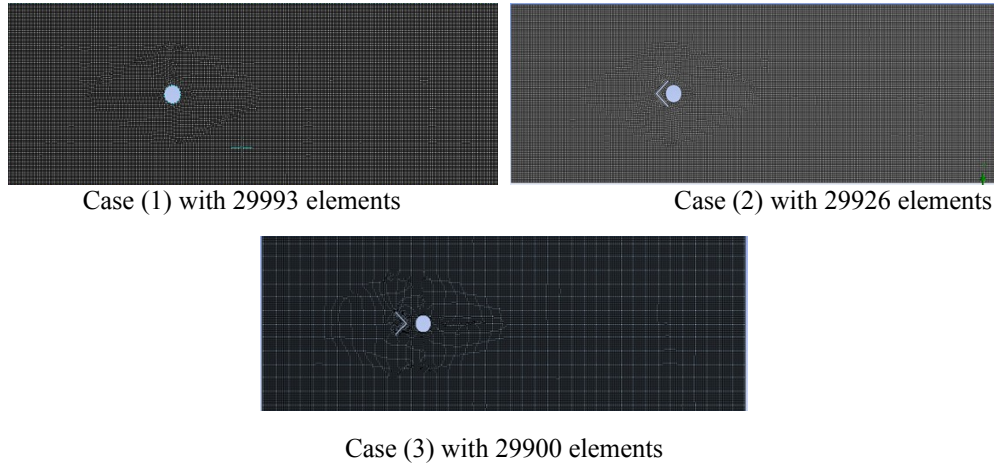 Case (1) with 29993 elements
Case (2) with 29926 elements
Case (3) with 29900 elements